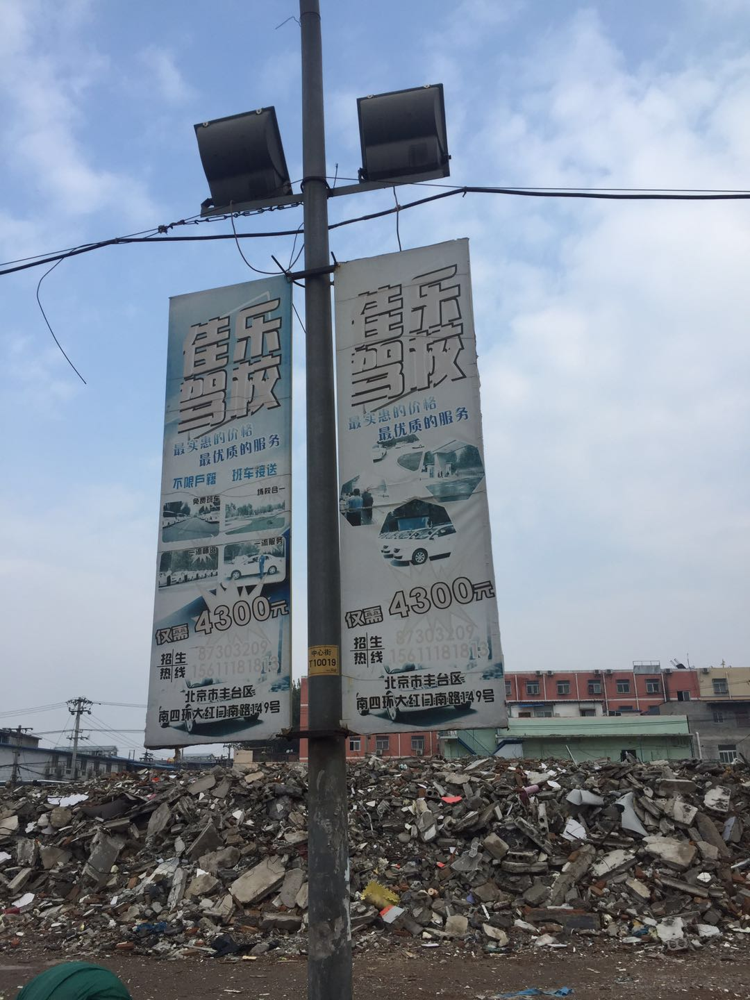 佳乐
驾校
最实惠的价格
最优质的服务
不限户籍 班车接送
免费班车
场校合一
一流师资
一流服务
仅需4300元
招生
热线
87303209
15611181813
北京市丰台区
南四环大红门南路149号
佳乐
驾校
最实惠的价格
最优质的服务
仅需4300元
招生
热线
87303209
15611181813
北京市丰台区
南四环大红门南路149号
中心街
T10019